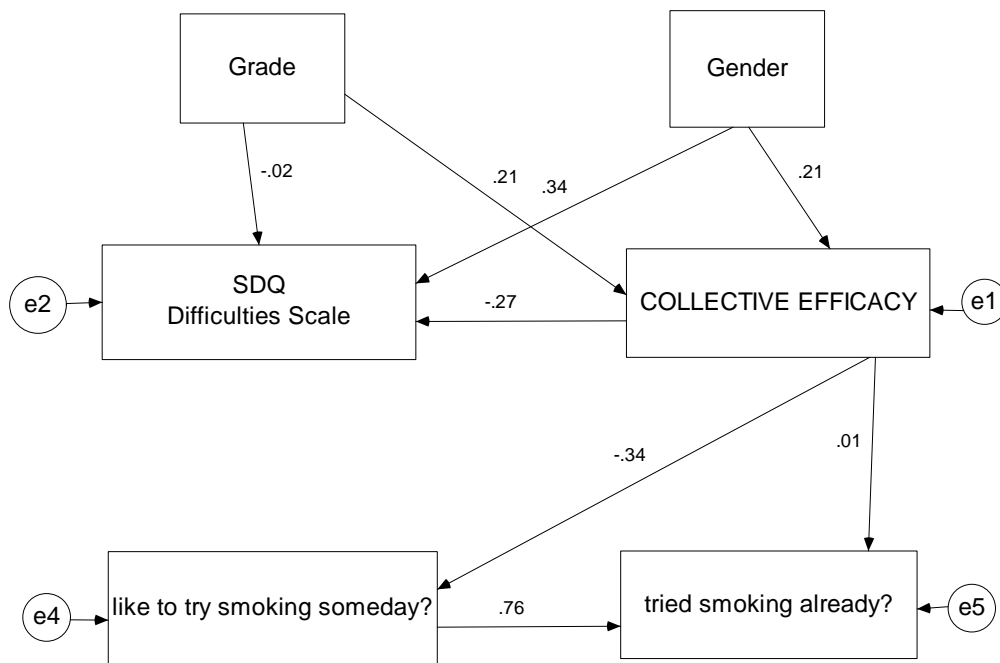 Grade
Gender
-.02
.21
.34
.21
SDQ
Difficulties Scale
COLLECTIVE EFFICACY
e2
e1
-.27
-.34
.01
like to try smoking someday?
tried smoking already?
e4
e5
.76